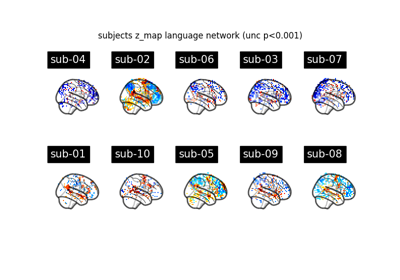 subjects z_map language network (unc p<0.001)
sub-04 sub-02 sub-06 sub-03 sub-07
sub-01 sub-10 sub-05 sub-09 sub-08